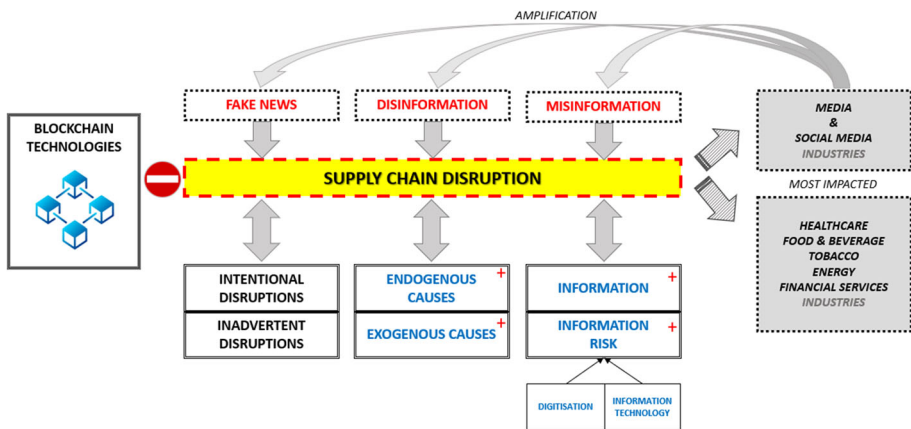 AMPLIFICATION
FAKE NEWS
DISINFORMATION
MISINFORMATION
MEDIA
&
SOCIAL MEDIA
INDUSTRIES
BLOCKCHAIN
TECHNOLOGIES
SUPPLY CHAIN DISRUPTION
MOST IMPACTED
HEALTHCARE
FOOD & BEVERAGE
TOBACCO
ENERGY
FINANCIAL SERVICES
INDUSTRIES
INTENTIONAL
DISRUPTIONS
INADVERTENT
DISRUPTIONS
ENDOGENOUS +
CAUSES
EXOGENOUS CAUSES +
INFORMATION +
INFORMATION +
RISK
DIGITISATION
INFORMATION
TECHNOLOGY